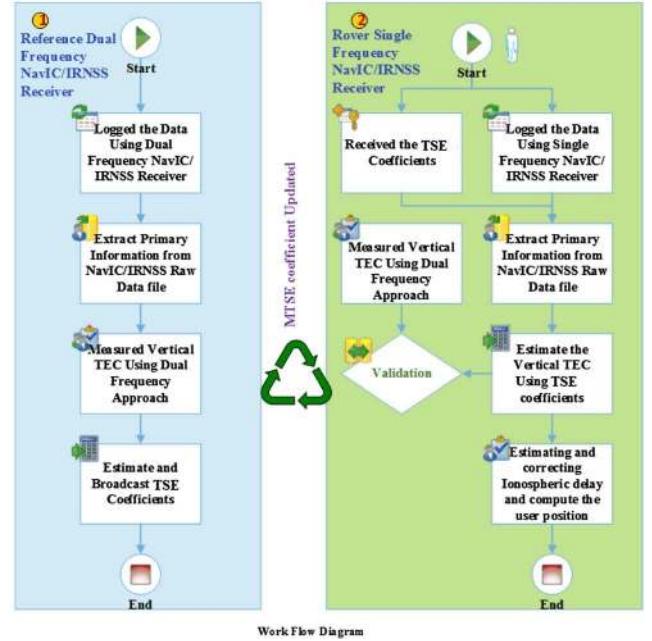 1
Reference Dual
Frequency
NavIC/IRNSS
Receiver
Start
Logged the Data
Using Dual
Frequency NavIC/
IRNSS Receiver
Extract Primary
Information from
NavIC/IRNSS Raw
Data file
Measured Vertical
TEC Using Dual
Frequency
Approach
Estimate and
Broadcast TSE
Coefficients
End
MTSE coefficient Updated
2
Rover Single
Frequency
NavIC/IRNSS
Receiver
Start
Received the TSE
Coefficients
Logged the Data
Using Single
Frequency NavIC/
IRNSS Receiver
Measured Vertical
TEC Using Dual
Frequency
Approach
Extract Primary
Information from
NavIC/IRNSS Raw
Data file
Validation
Estimate the
Vertical TEC
Using TSE
coefficients
Estimating and
correcting
Ionospheric delay
and compute the
user position
End
Work Flow Diagram